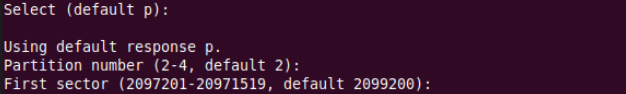 Select (default p):
Using default response p.
Partition number (2-4, default 2):
First sector (2097201-20971519, default 2099200):